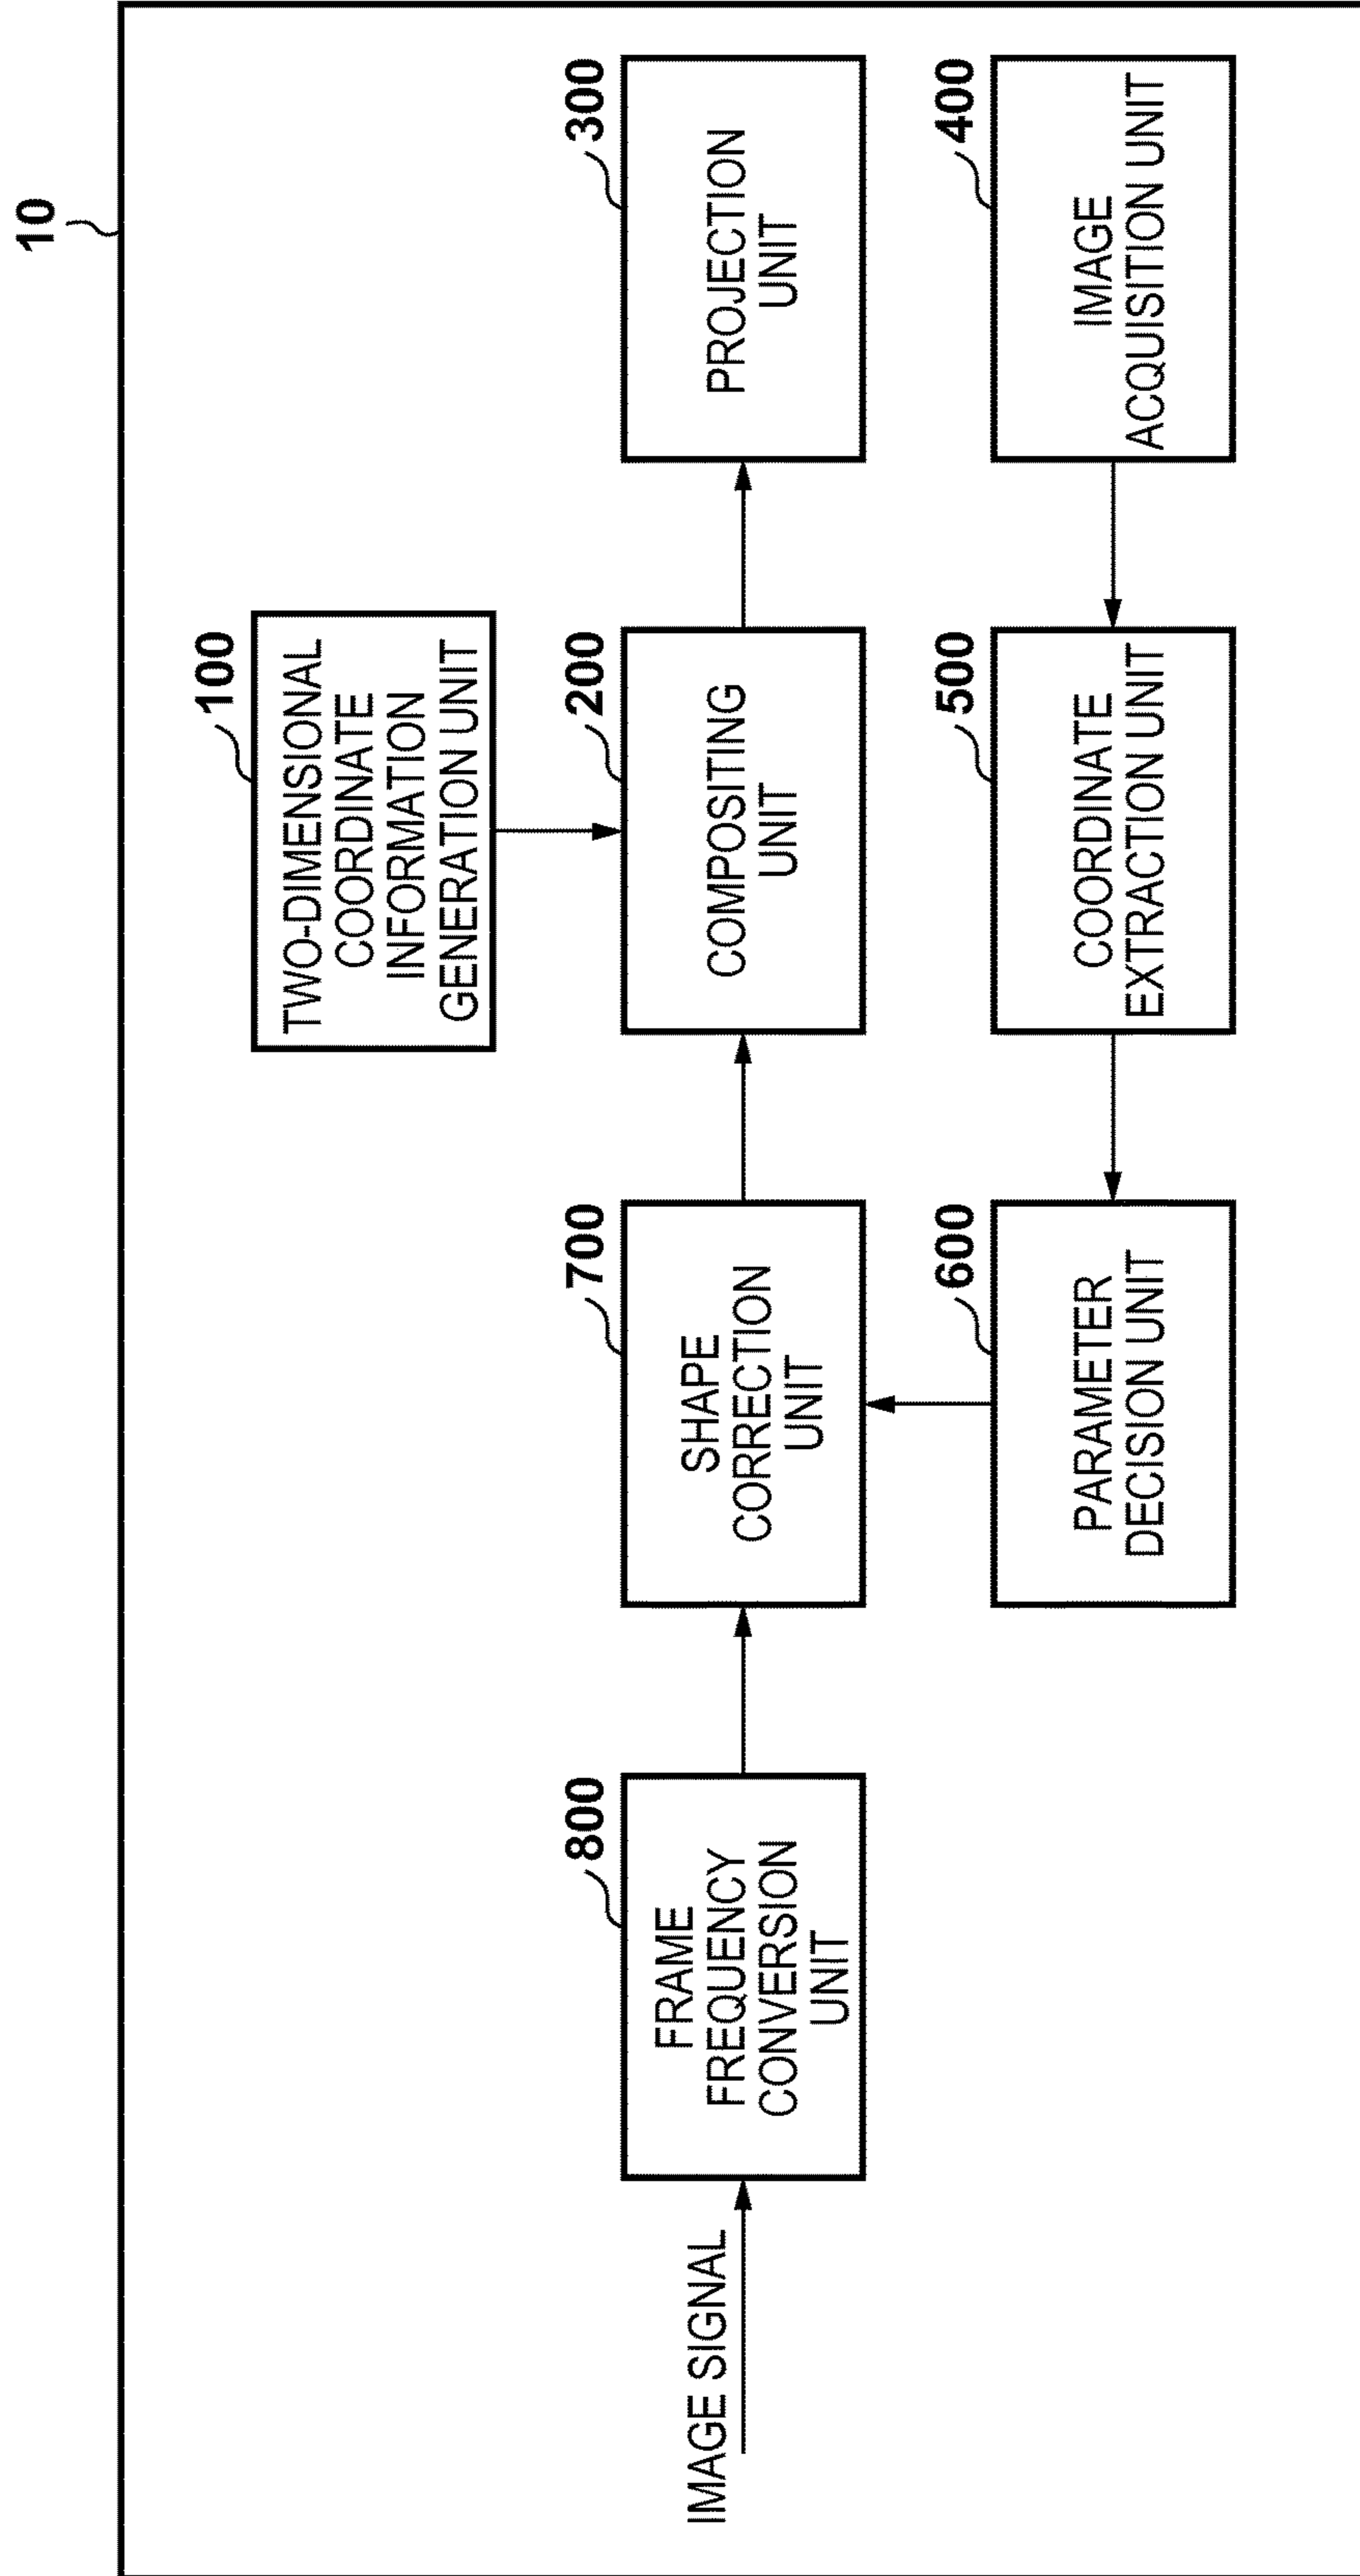 10
100
TWO-DIMENSIONAL
COORDINATE
INFORMATION
GENERATION UNIT
IMAGE SIGNAL
800
FRAME
FREQUENCY
CONVERSION
UNIT
700
SHAPE
CORRECTION
UNIT
200
COMPOSITING
UNIT
300
PROJECTION
UNIT
600
PARAMETER
DECISION UNIT
500
COORDINATE
EXTRACTION UNIT
400
IMAGE
ACQUISITION UNIT